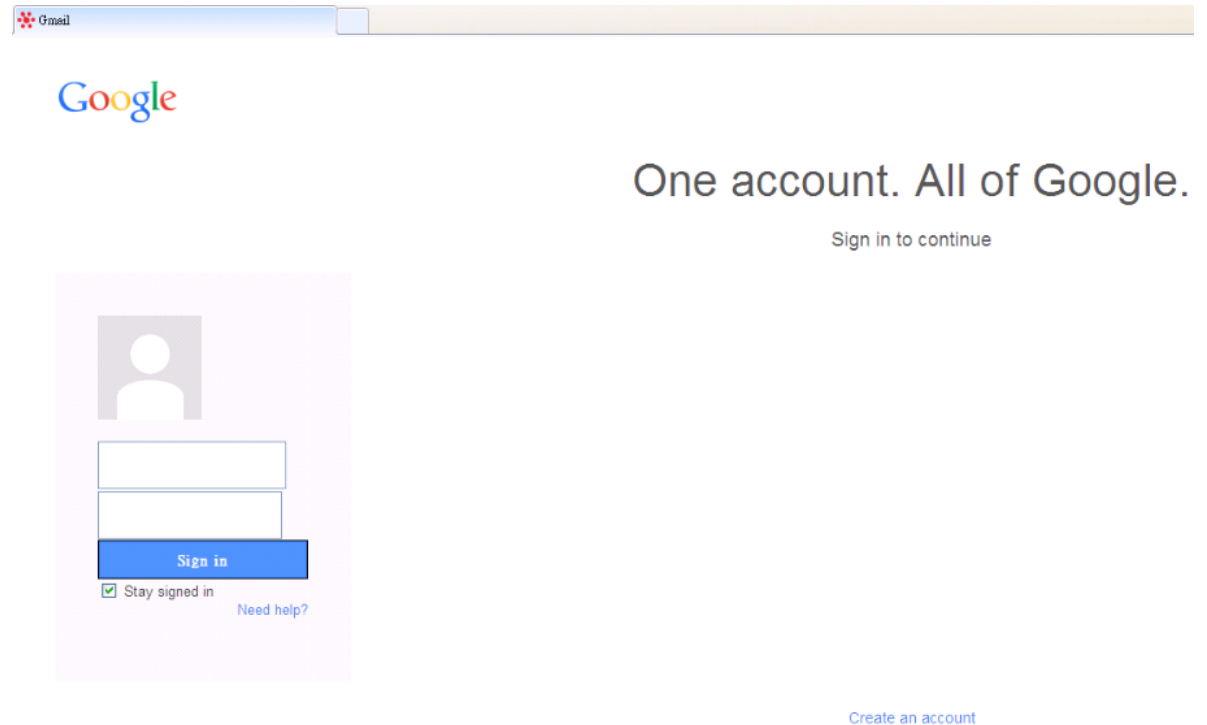 Gmail
Google
One account. All of Google.
Sign in to continue
Sign in
Stay signed in
Need help?
Create an account